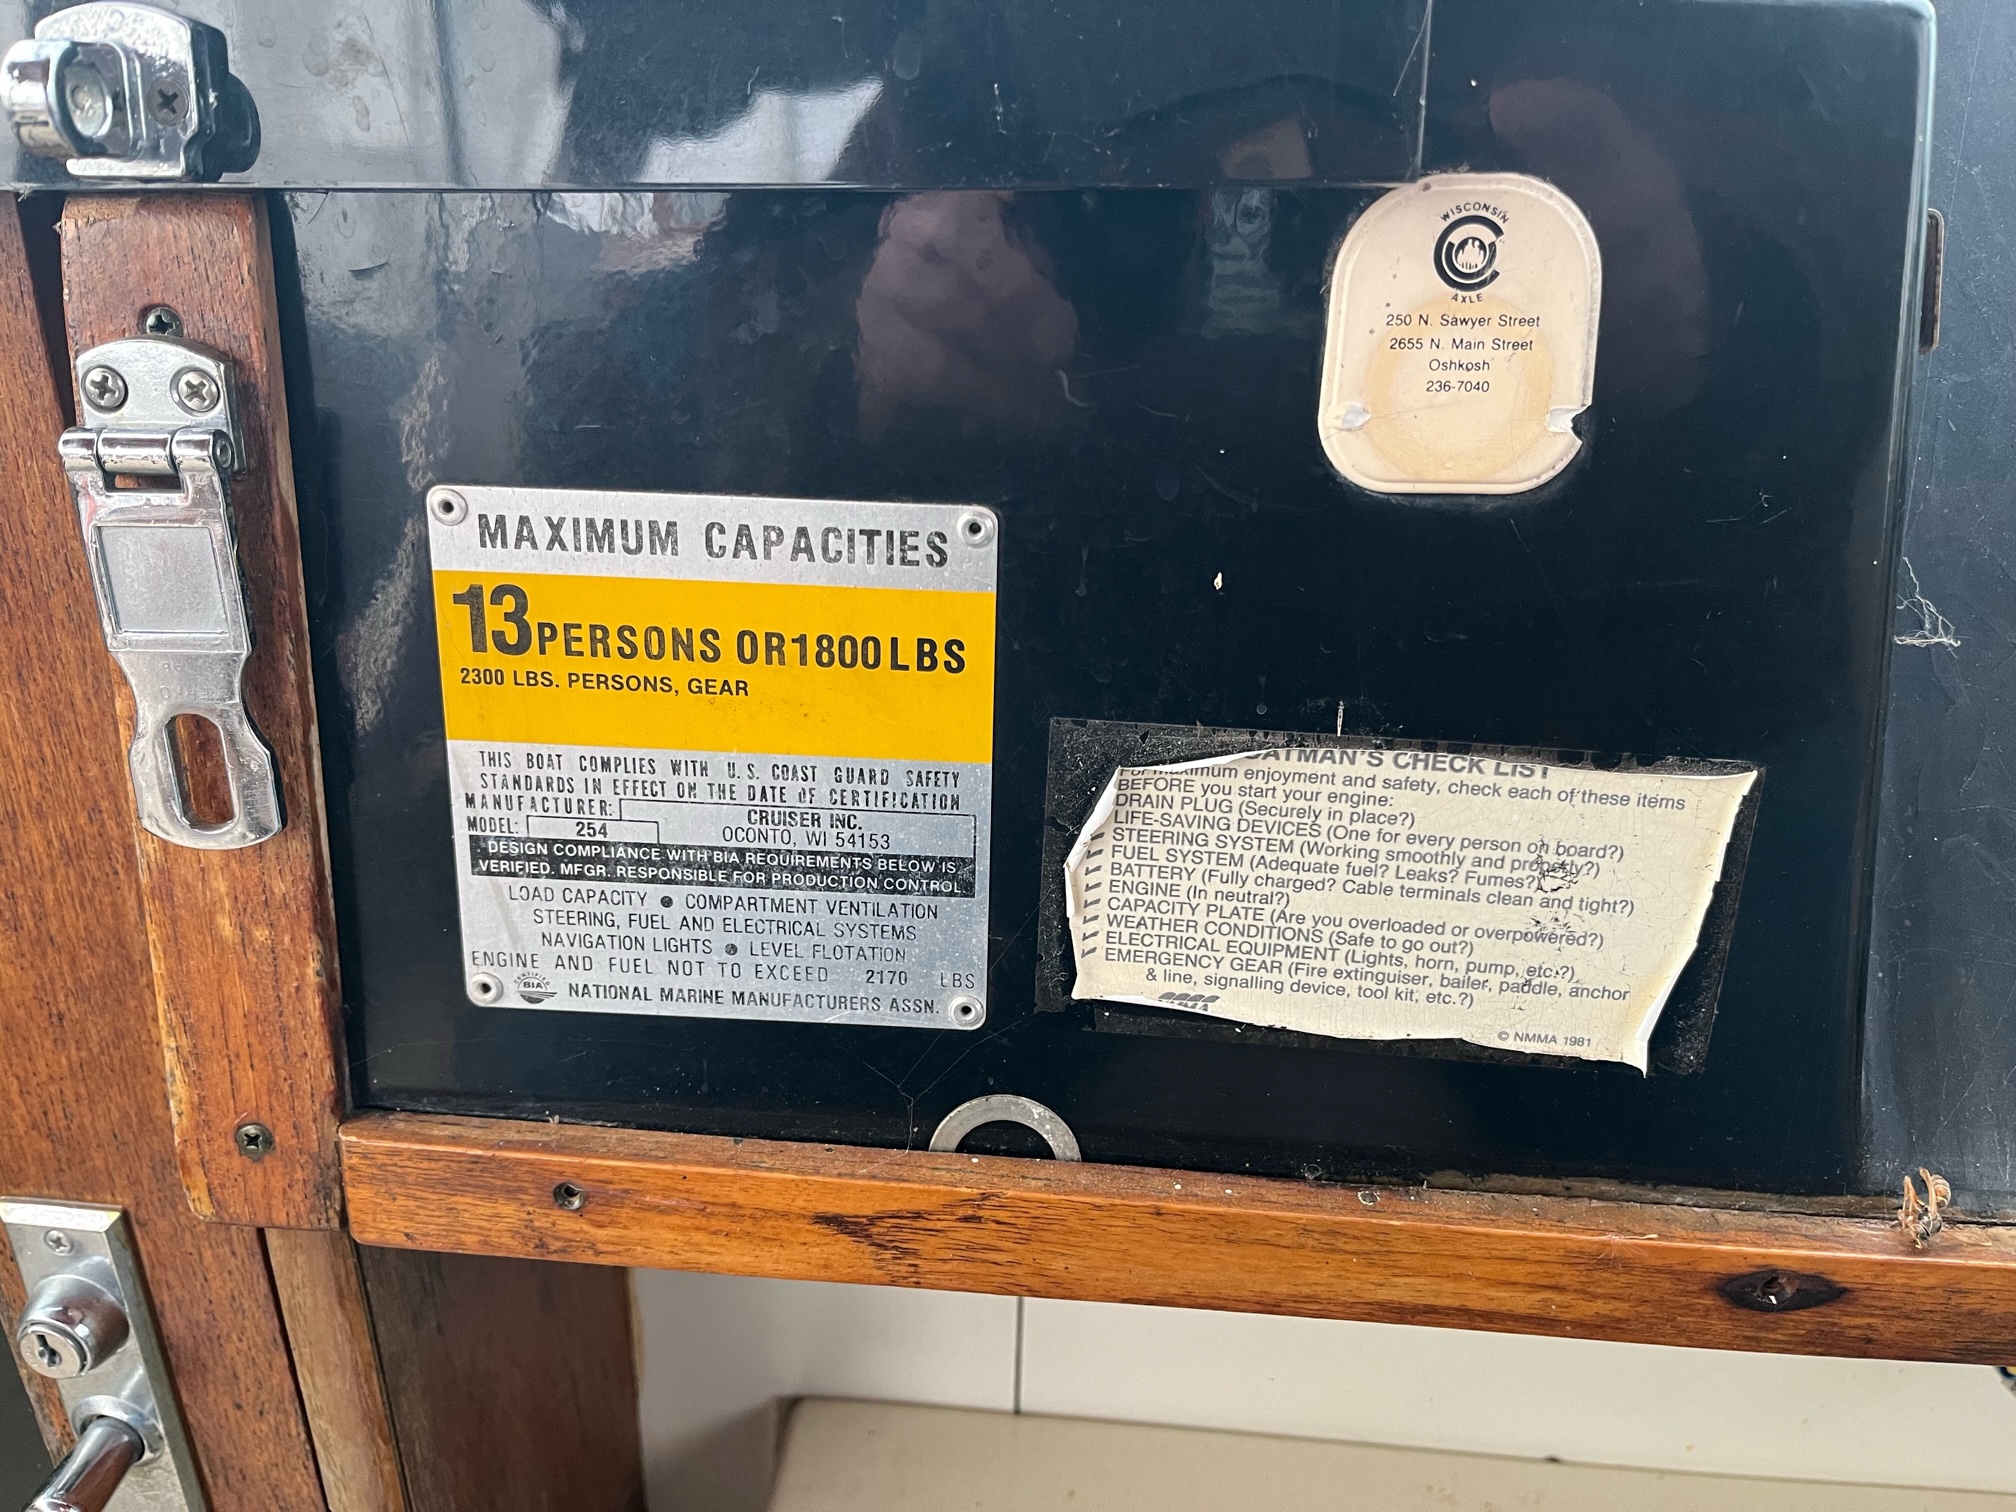 WISCONSIN
AXLE
250 N. Sawyer Street
2655 N. Main Street
Oshkosh
236-7040
MAXIMUM CAPACITIES
13 PERSONS OR 1800 LBS
2300 LBS. PERSONS, GEAR
THIS BOAT COMPLIES WITH U.S. COAST GUARD SAFETY
STANDARDS IN EFFECT ON THE DATE OF CERTIFICATION
MANUFACTURER: CRUISER INC.
MODEL: 254 OCONTO, WI 54153
DESIGN COMPLIANCE WITH BIA REQUIREMENTS BELOW IS
VERIFIED. MFGR. RESPONSIBLE FOR PRODUCTION CONTROL
LOAD CAPACITY ● COMPARTMENT VENTILATION
STEERING, FUEL AND ELECTRICAL SYSTEMS
NAVIGATION LIGHTS ● LEVEL FLOTATION
ENGINE AND FUEL NOT TO EXCEED 2170 LBS
CERTIFIED
BIA
NATIONAL MARINE MANUFACTURERS ASSN.
ATMAN'S CHECK LIST
For maximum enjoyment and safety, check each of these items
BEFORE you start your engine:
DRAIN PLUG (Securely in place?)
LIFE-SAVING DEVICES (One for every person on board?)
STEERING SYSTEM (Working smoothly and properly?)
FUEL SYSTEM (Adequate fuel? Leaks? Fumes?)
BATTERY (Fully charged? Cable terminals clean and tight?)
ENGINE (In neutral?)
CAPACITY PLATE (Are you overloaded or overpowered?)
WEATHER CONDITIONS (Safe to go out?)
ELECTRICAL EQUIPMENT (Lights, horn, pump, etc.?)
EMERGENCY GEAR (Fire extinguiser, bailer, paddle, anchor
& line, signalling device, tool kit, etc.?)
NMMA
© NMMA 1981